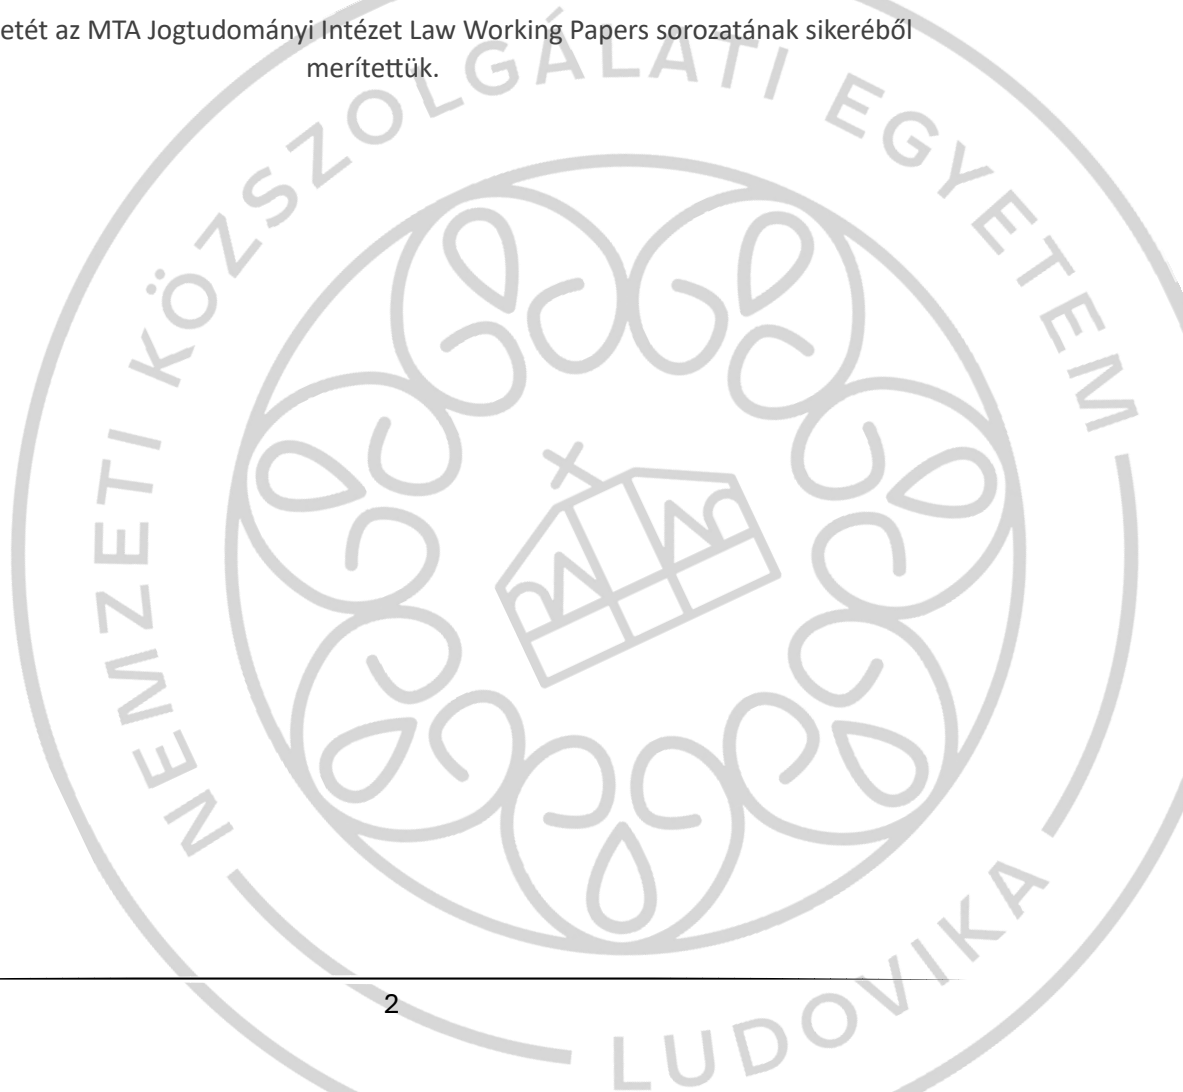 etét az MTA Jogtudományi Intézet Law Working Papers sorozatának sikeréből
merítettük.
NEMZETI KÖZSZOLGÁLATI EGYETEM
2
LUDOVIKA